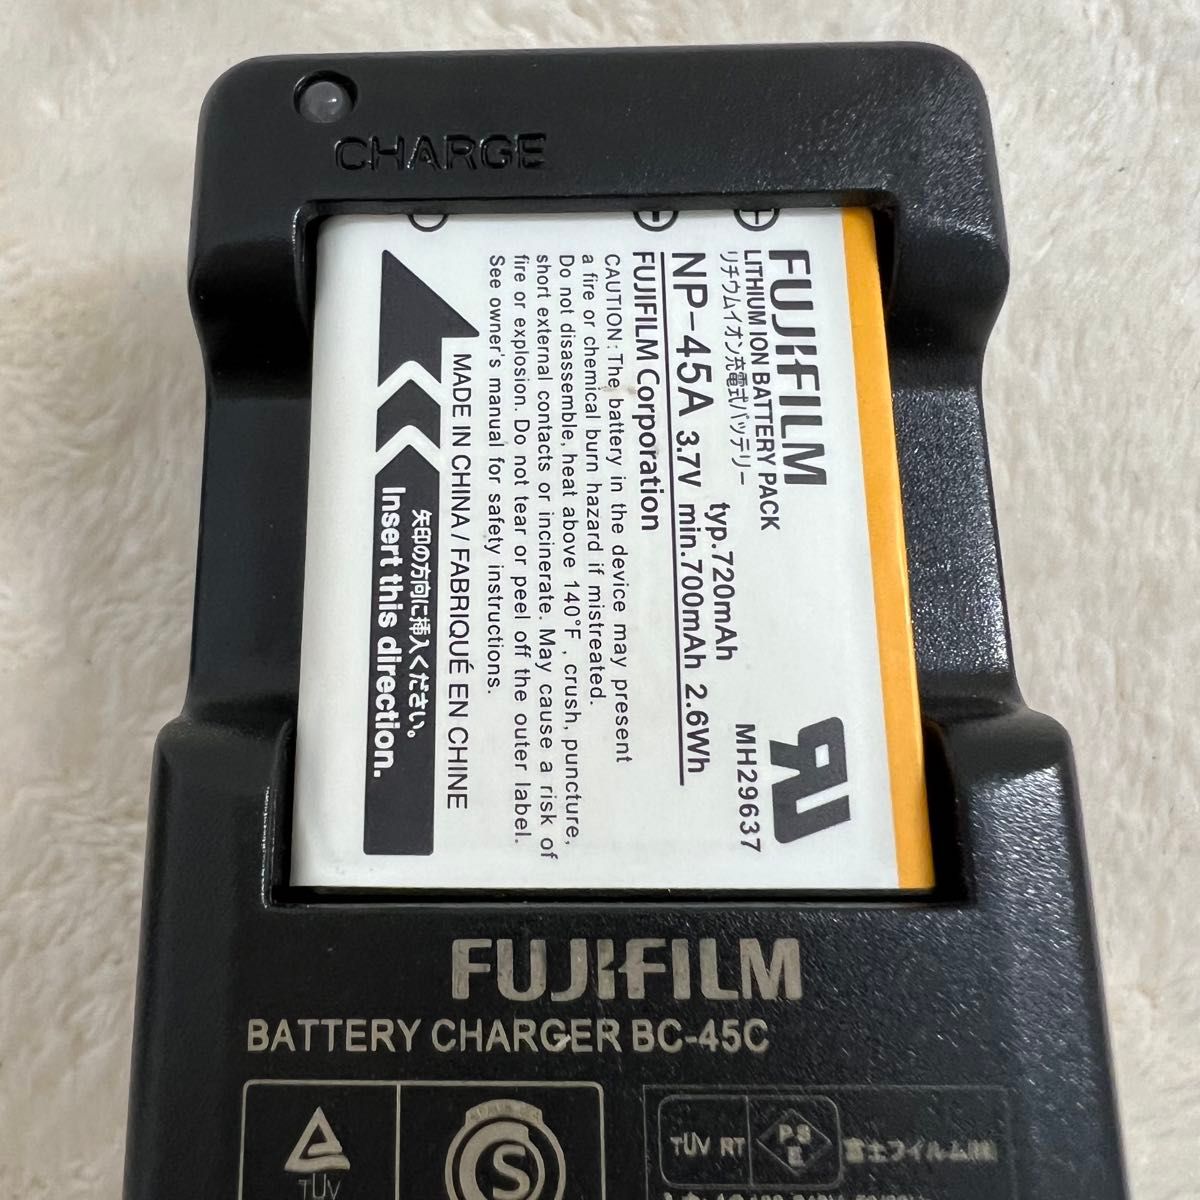 CHARGE
FUJIFILM
LITHIUM ION BATTERY PACK
リチウムイオン充電式バッテリー
MH29637
typ.720mAh
NP-45A 3.7V min.700mAh 2.6Wh
FUJIFILM Corporation
CAUTION: The battery in the device may present
a fire or chemical burn hazard if mistreated.
Do not disassemble, heat above 140°F, crush, puncture,
short external contacts or incinerate. May cause a risk of
fire or explosion. Do not tear or peel off the outer label.
See owner's manual for safety instructions.
MADE IN CHINA / FABRIQUÉ EN CHINE
矢印の方向に挿入ください。
Insert this direction.
FUJIFILM
BATTERY CHARGER BC-45C
TÜV
S
TÜV RT
PS
E
富士フイルム㈱